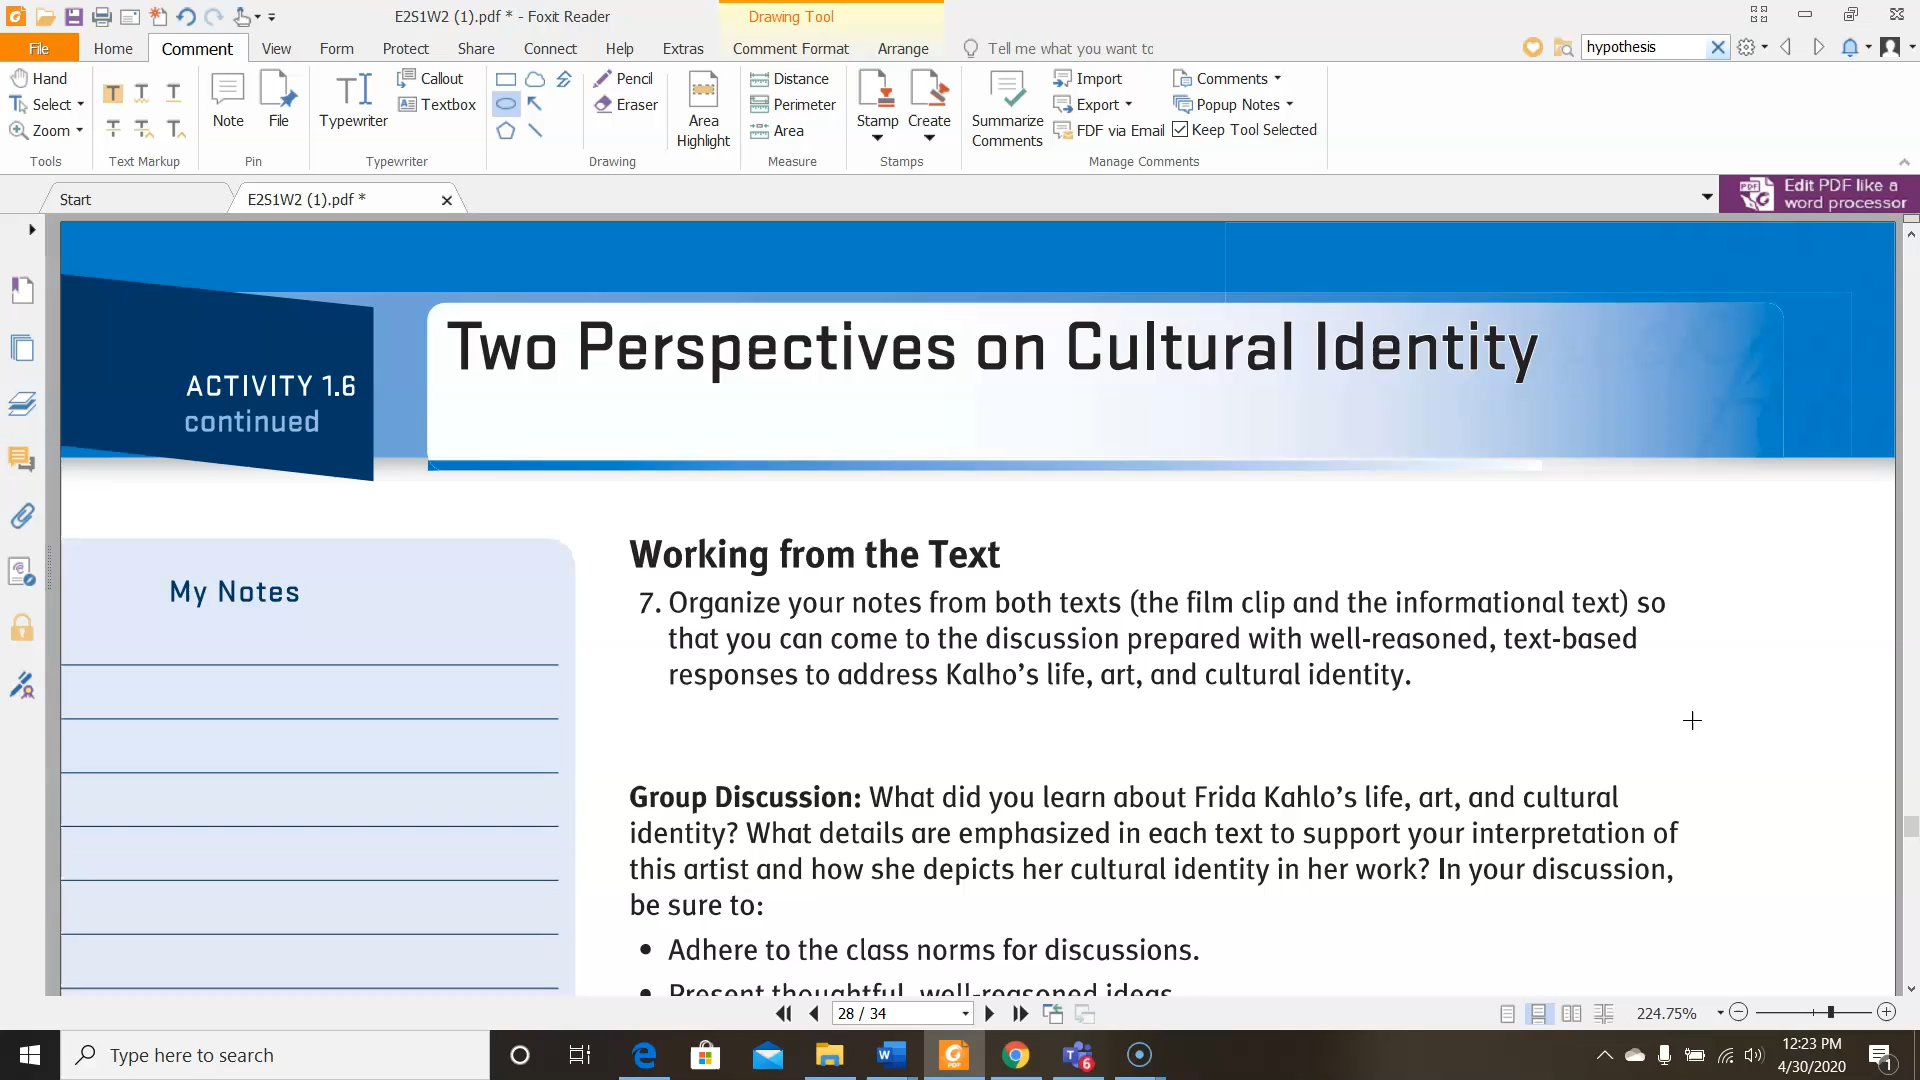 E2S1W2 (1).pdf * - Foxit Reader
Drawing Tool
File Home Comment View Form Protect Share Connect Help Extras Comment Format Arrange Tell me what you want to hypothesis
Hand
Select
Zoom
Tools
Text Markup
Note
File
Pin
Typewriter
Callout
Textbox
Typewriter
Pencil
Eraser
Drawing
Area
Highlight
Distance
Perimeter
Area
Measure
Stamp
Create
Stamps
Summarize
Comments
Import
Export
FDF via Email
Comments
Popup Notes
Keep Tool Selected
Manage Comments
Start
E2S1W2 (1).pdf *
Edit PDF like a
word processor
ACTIVITY 1.6
continued
Two Perspectives on Cultural Identity
My Notes
Working from the Text
7. Organize your notes from both texts (the film clip and the informational text) so
that you can come to the discussion prepared with well-reasoned, text-based
responses to address Kalho’s life, art, and cultural identity.
Group Discussion: What did you learn about Frida Kahlo’s life, art, and cultural
identity? What details are emphasized in each text to support your interpretation of
this artist and how she depicts her cultural identity in her work? In your discussion,
be sure to:
• Adhere to the class norms for discussions.
• Present thoughtful, well-reasoned ideas.
28 / 34
224.75%
Type here to search
6
12:23 PM
4/30/2020
1